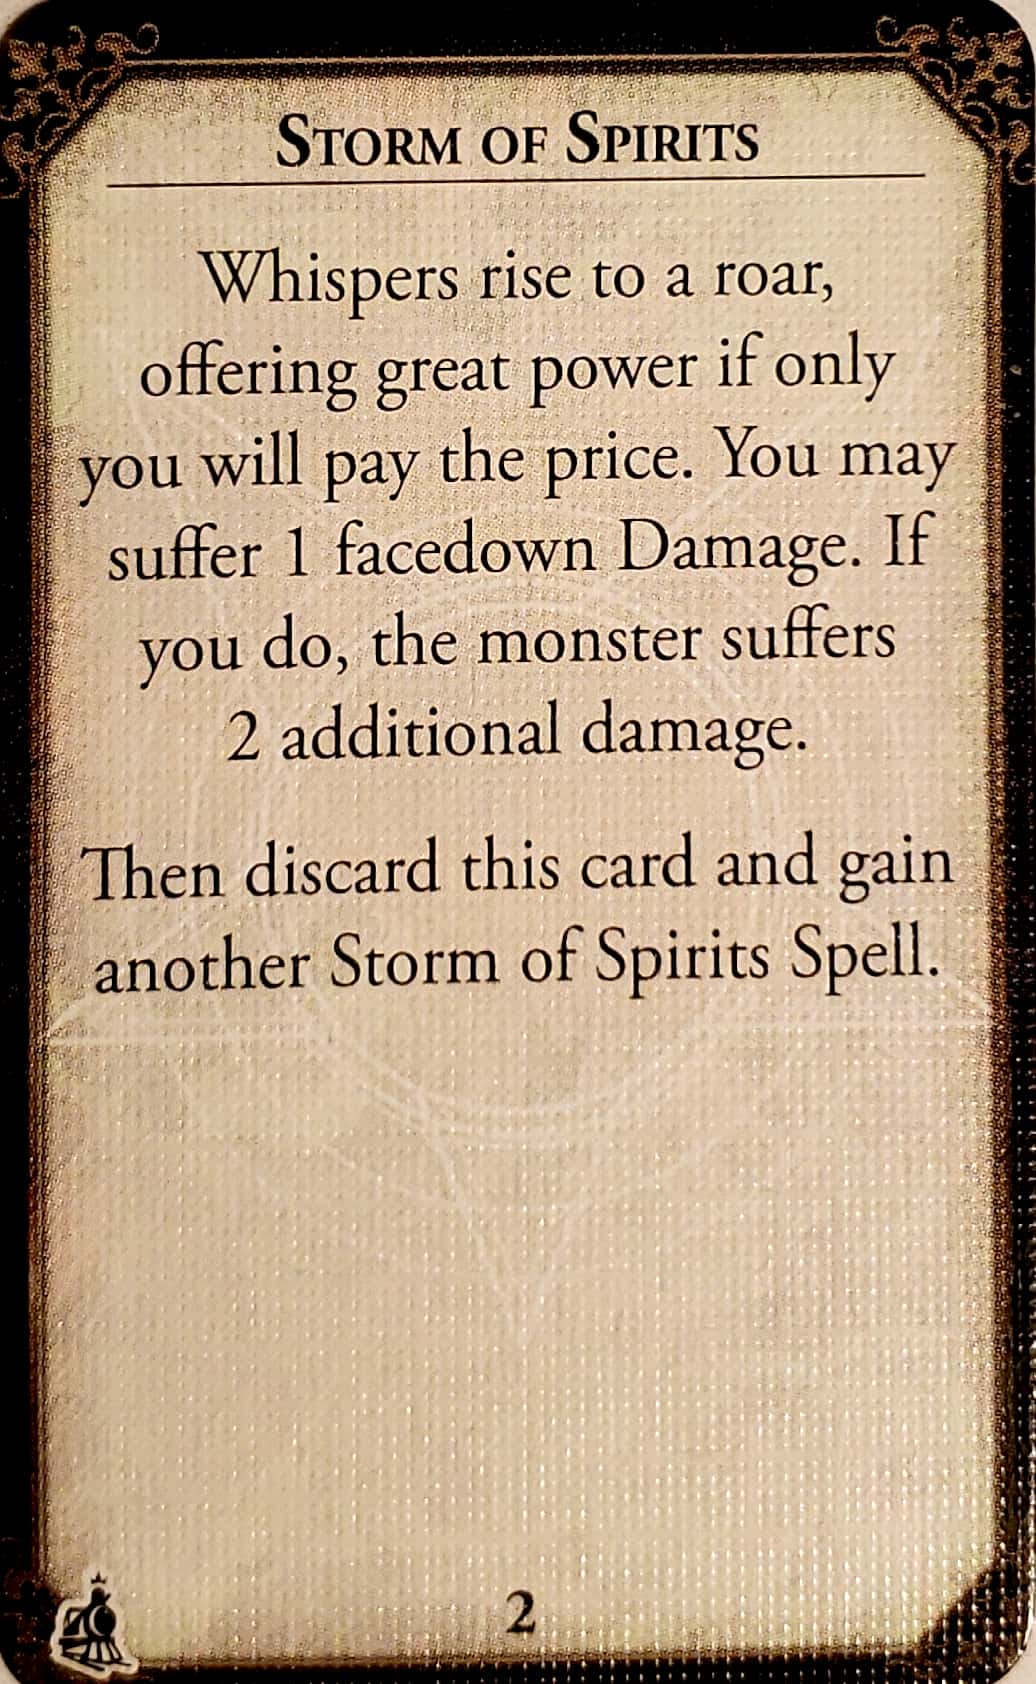 Storm of Spirits
Whispers rise to a roar,
offering great power if only
you will pay the price. You may
suffer 1 facedown Damage. If
you do, the monster suffers
2 additional damage.
Then discard this card and gain
another Storm of Spirits Spell.
2